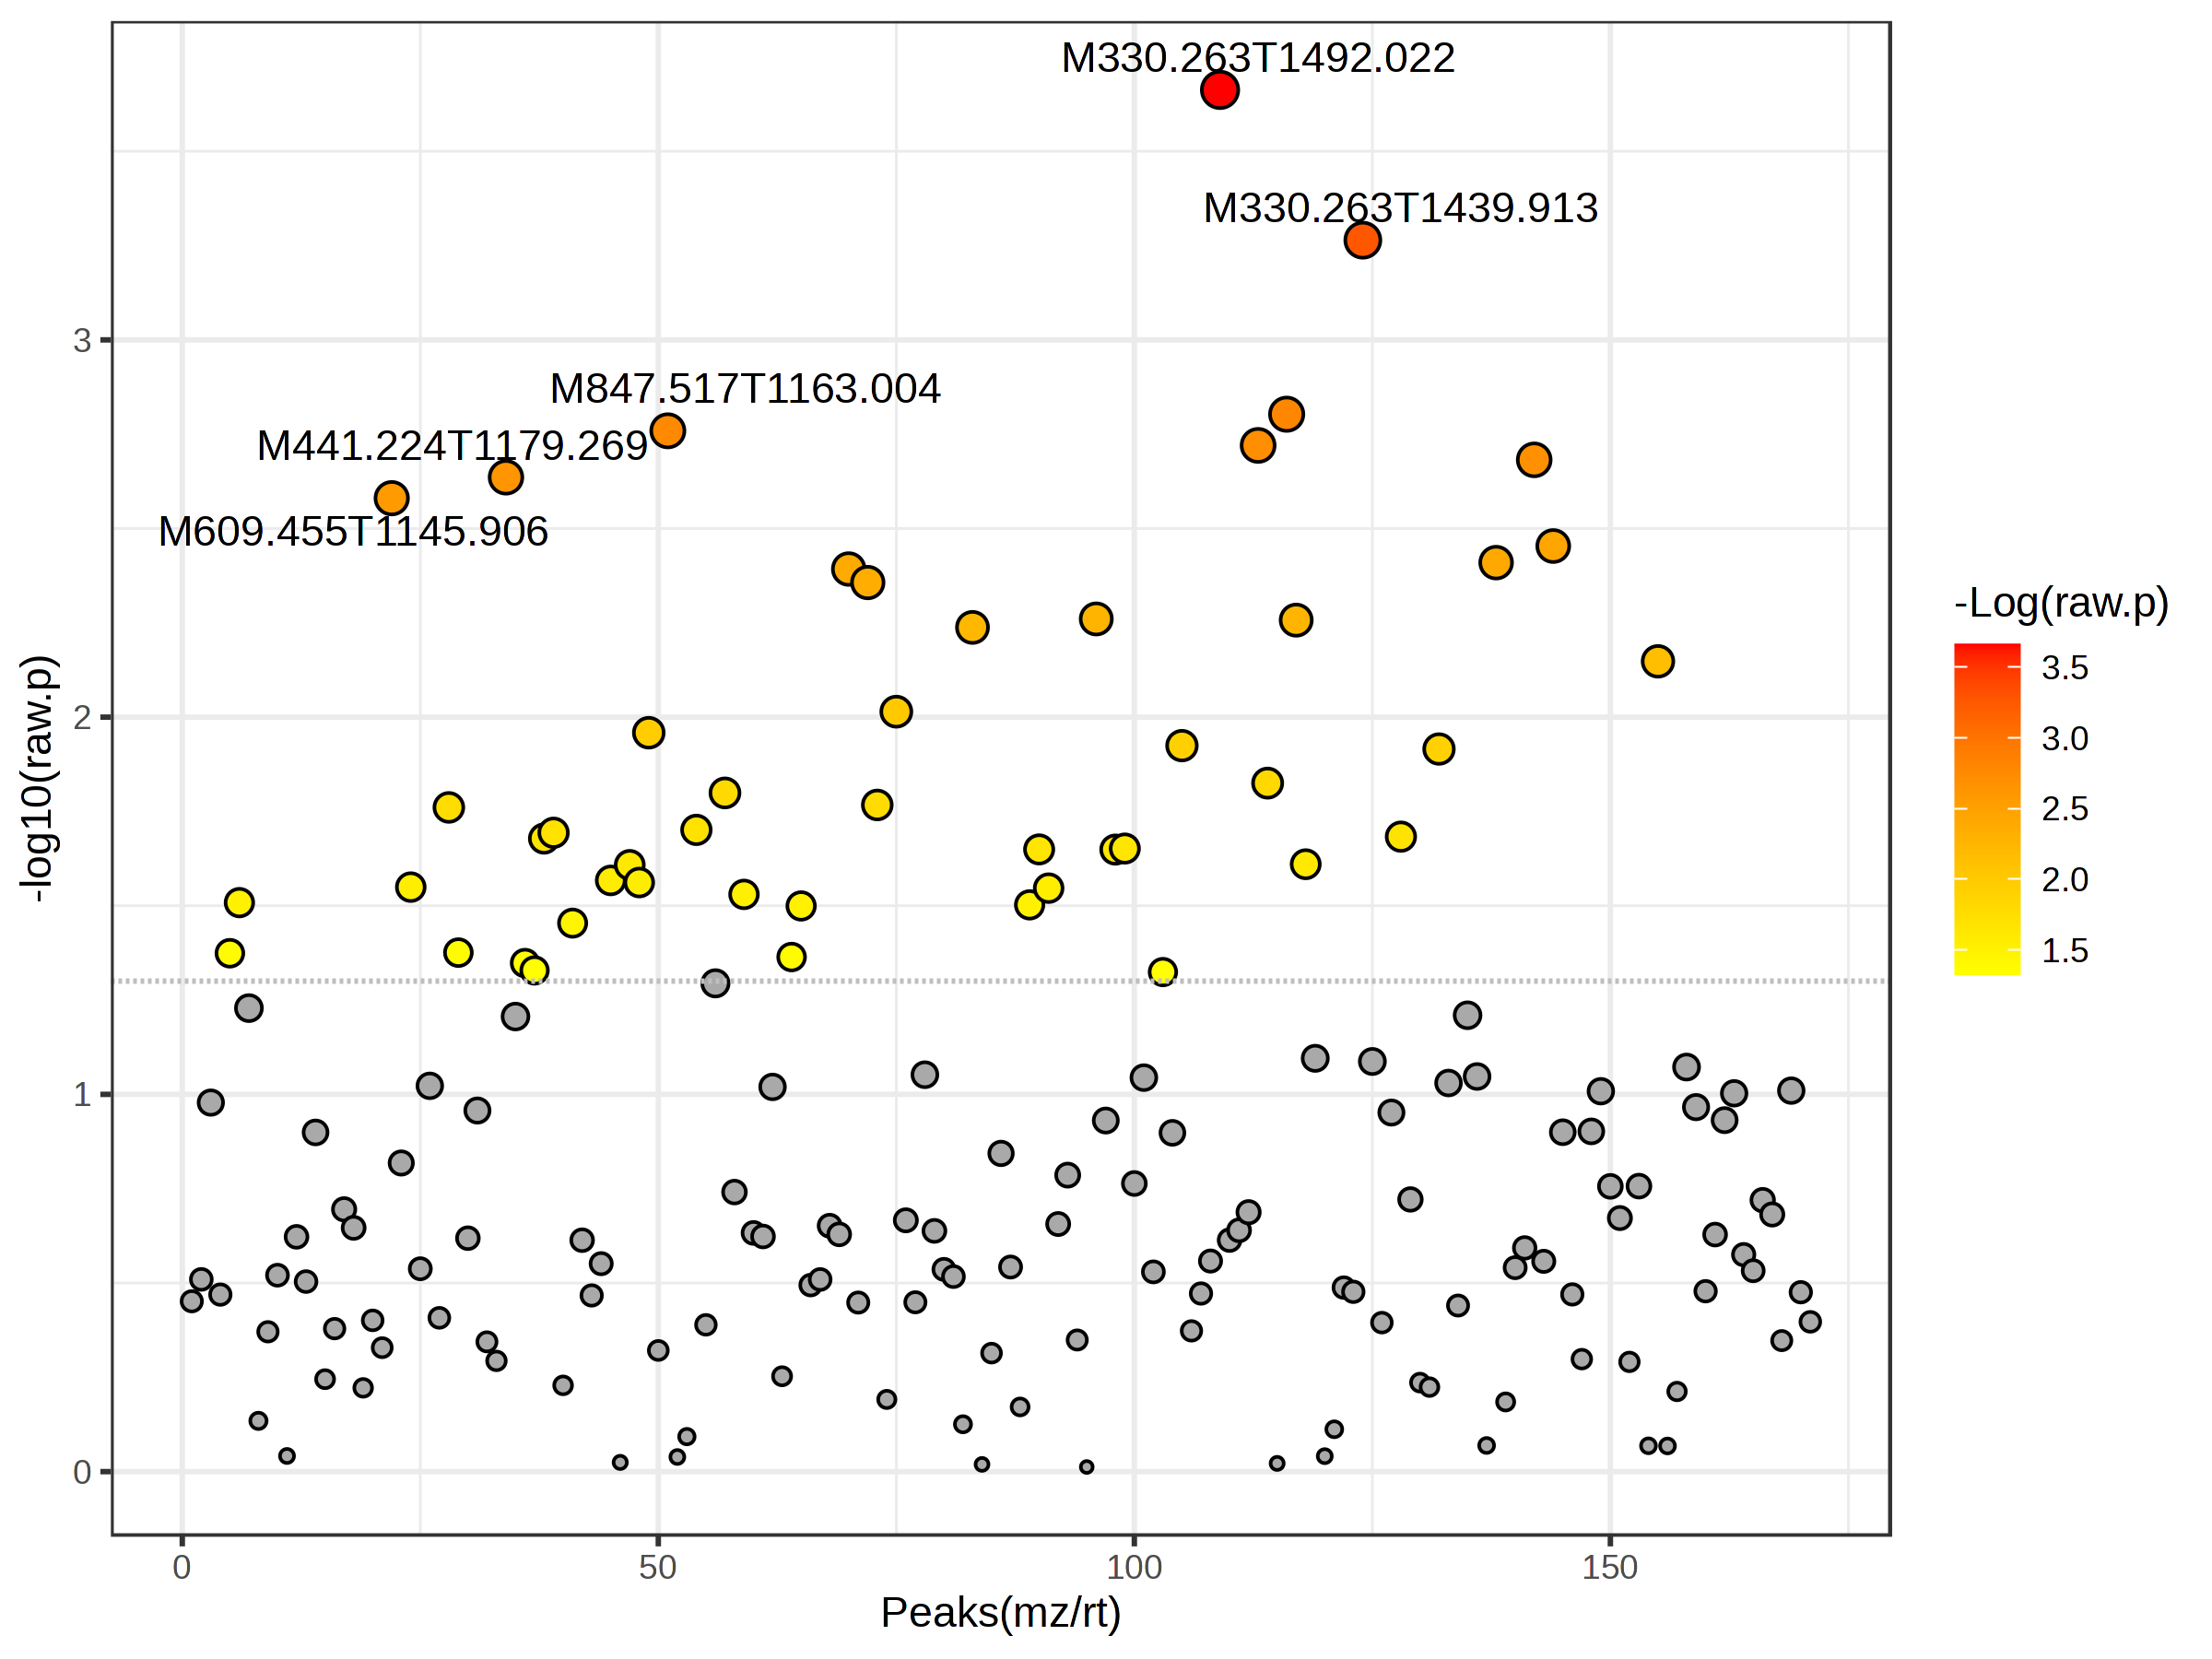 M330.263T1492.022
M330.263T1439.913
3
M847.517T1163.004
M441.224T1179.269
M609.455T1145.906
-Log(raw.p)
3.5
3.0
2.5
2.0
1.5
2
-log10(raw.p)
1
0
0 50 100 150
Peaks(mz/rt)